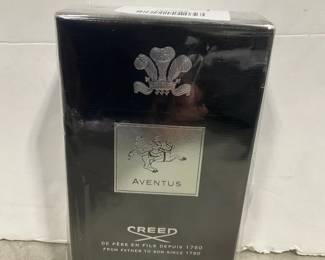 AVENTUS
CREED
DE PÈRE EN FILS DEPUIS 1760
FROM FATHER TO SON SINCE 1760